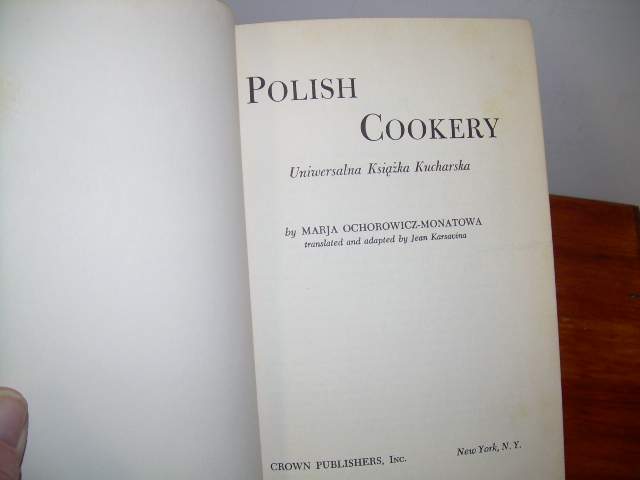 POLISH
COOKERY
Uniwersalna Książka Kucharska
by MARJA OCHOROWICZ-MONATOWA
translated and adapted by Jean Karsavina
CROWN PUBLISHERS, INC. New York, N. Y.